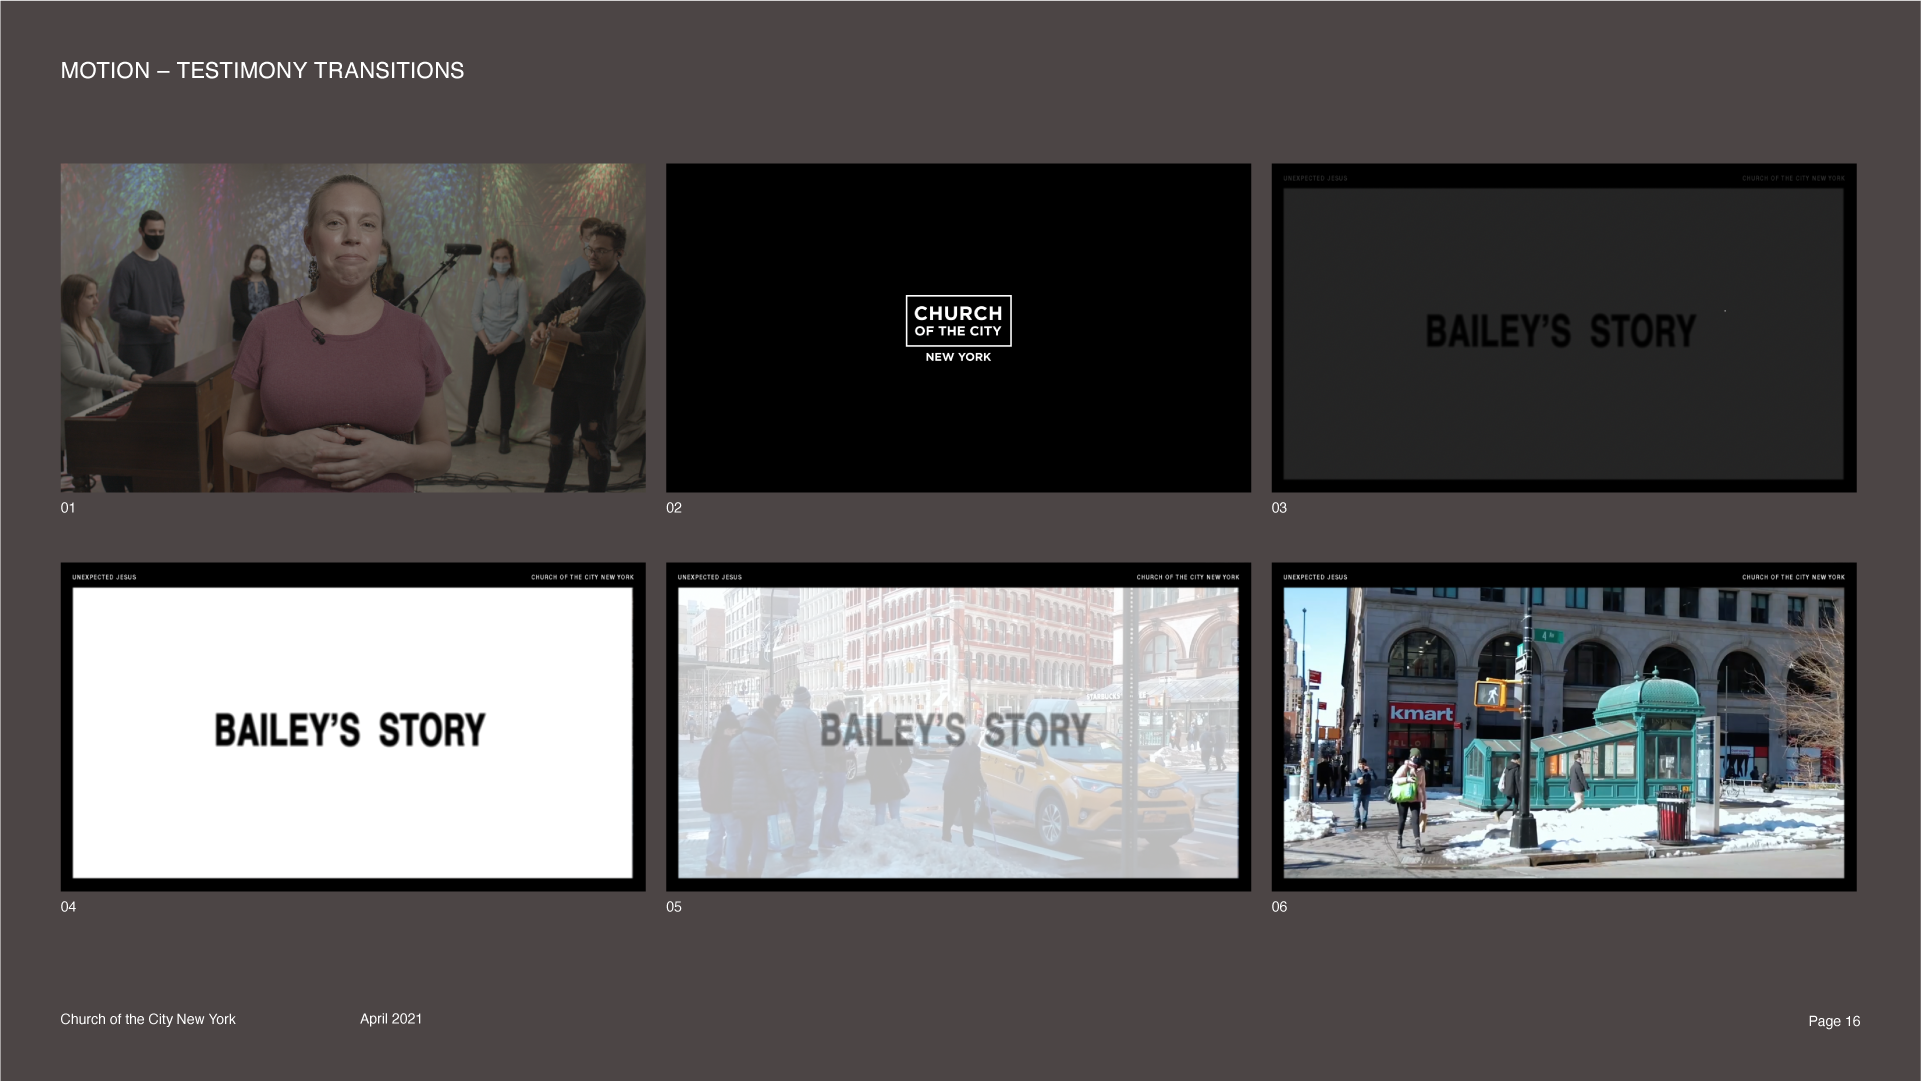 MOTION – TESTIMONY TRANSITIONS
CHURCH
OF THE CITY
NEW YORK
UNEXPECTED JESUS
CHURCH OF THE CITY NEW YORK
BAILEY’S STORY
01
02
03
UNEXPECTED JESUS
CHURCH OF THE CITY NEW YORK
BAILEY’S STORY
UNEXPECTED JESUS
CHURCH OF THE CITY NEW YORK
STARBUCKS
BAILEY’S STORY
UNEXPECTED JESUS
CHURCH OF THE CITY NEW YORK
4 Av
kmart
04
05
06
Church of the City New York
April 2021
Page 16